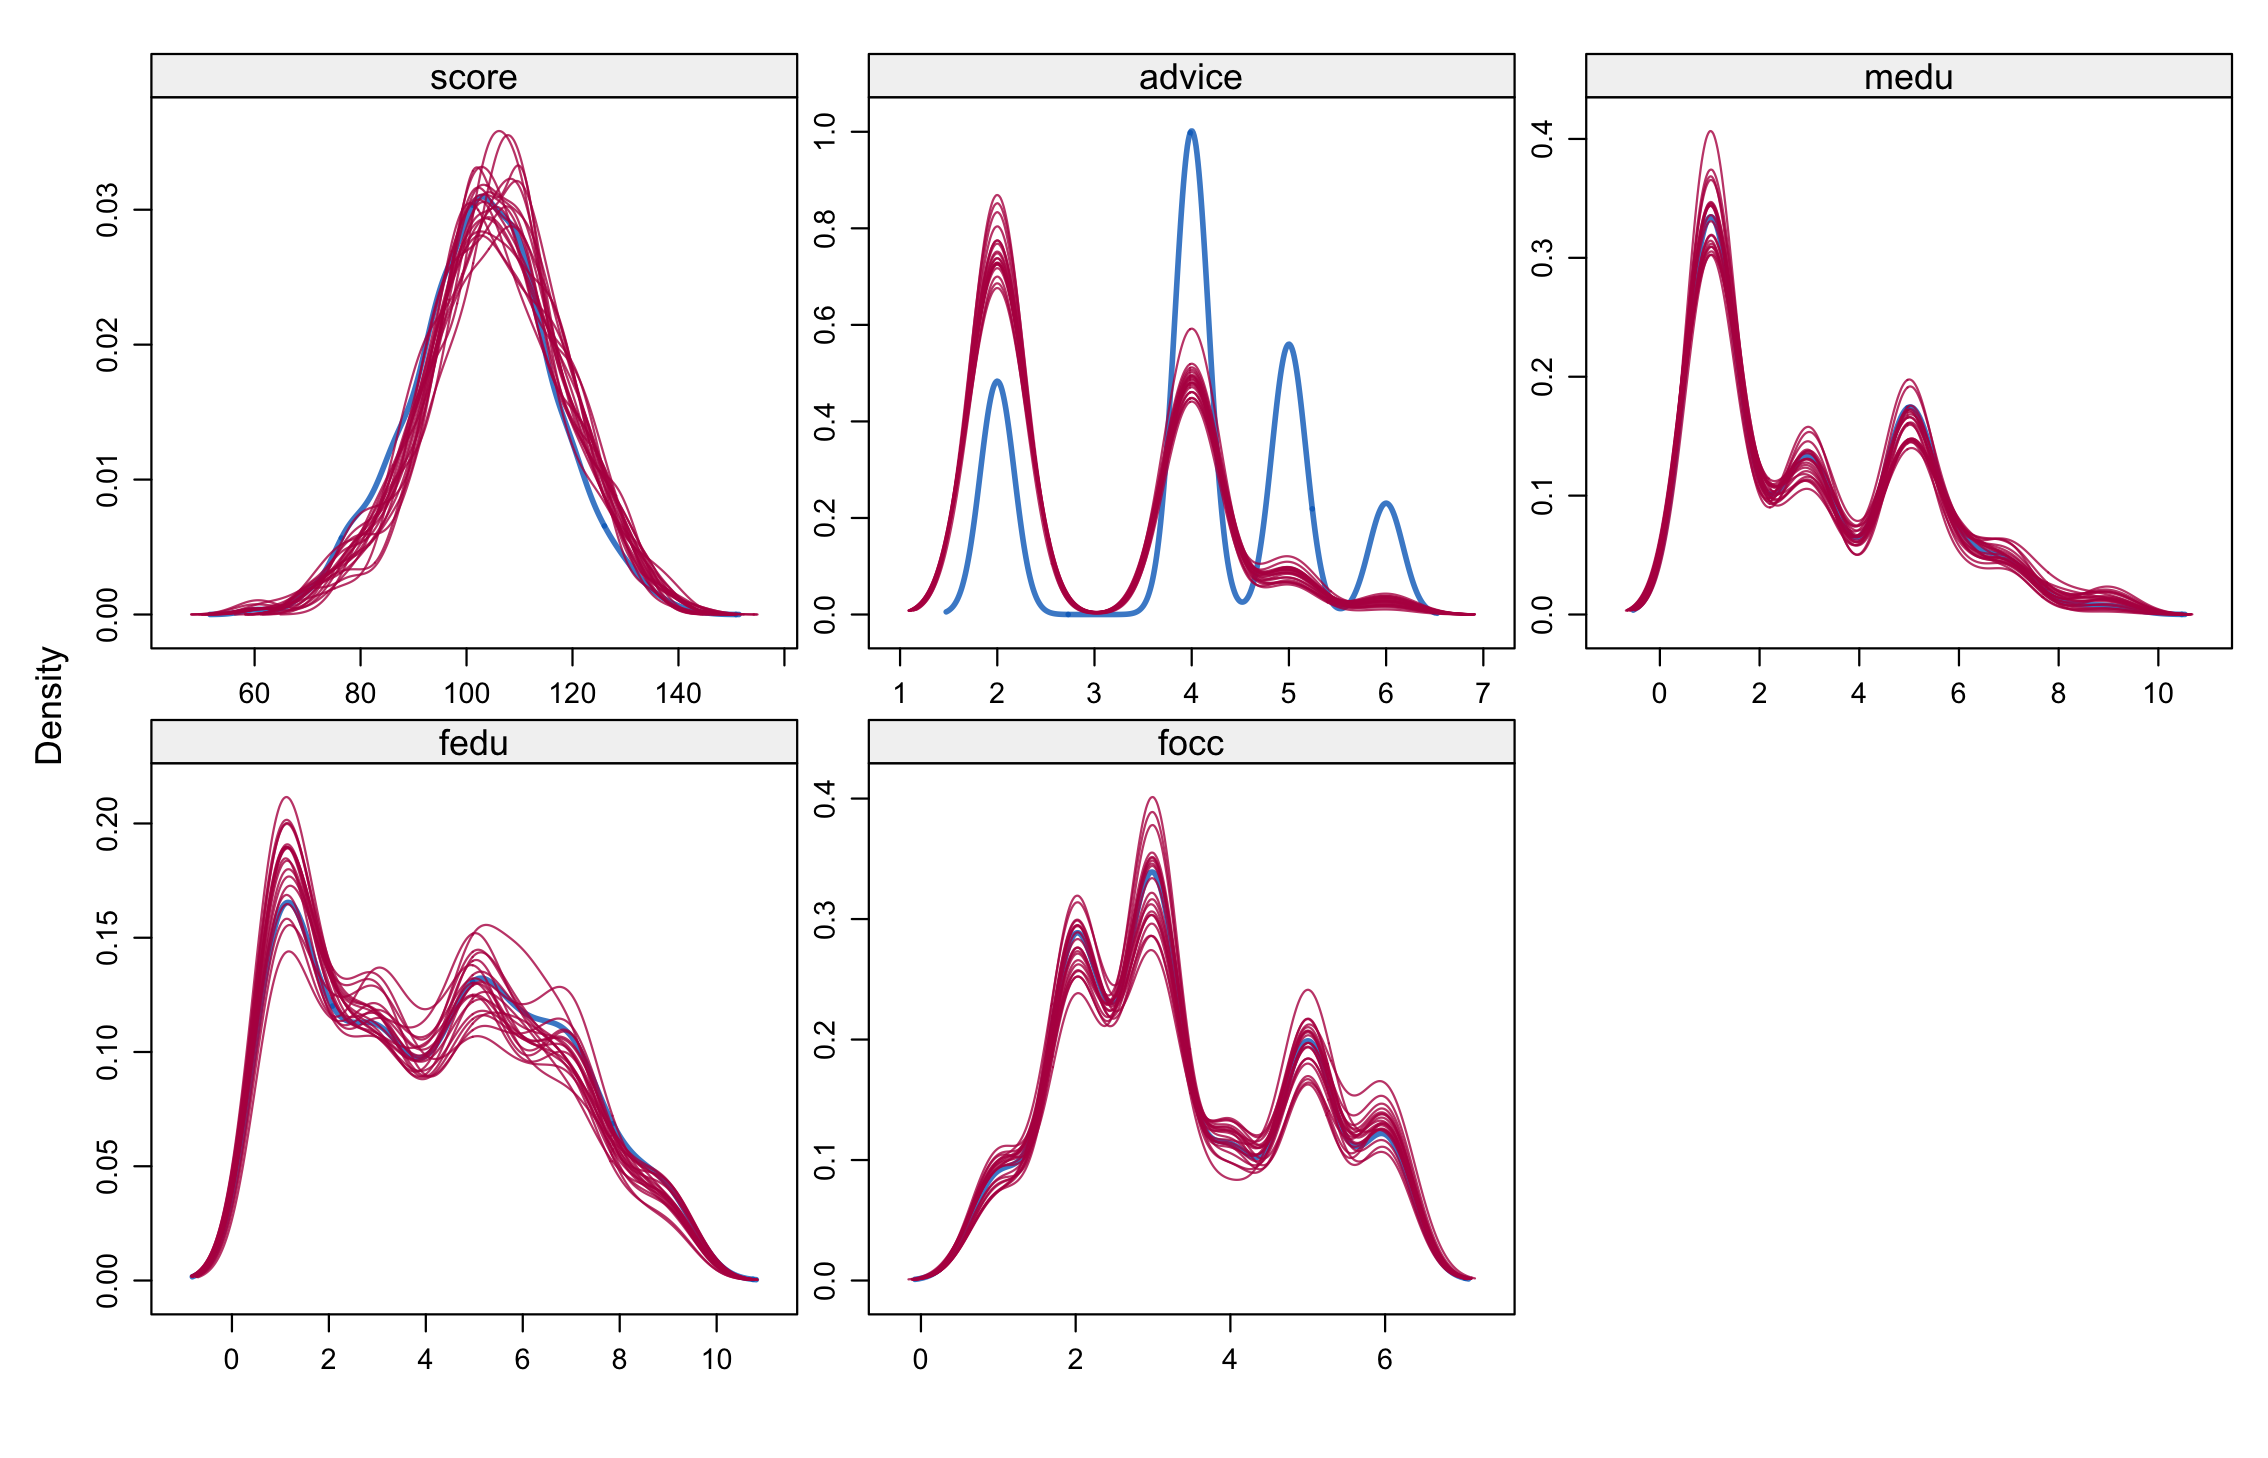 score
advice
medu
0.00 0.01 0.02 0.03
60 80 100 120 140
0.0 0.2 0.4 0.6 0.8 1.0
1 2 3 4 5 6 7
0.0 0.1 0.2 0.3 0.4
0 2 4 6 8 10
Density
fedu
focc
0.00 0.05 0.10 0.15 0.20
0 2 4 6 8 10
0.0 0.1 0.2 0.3 0.4
0 2 4 6